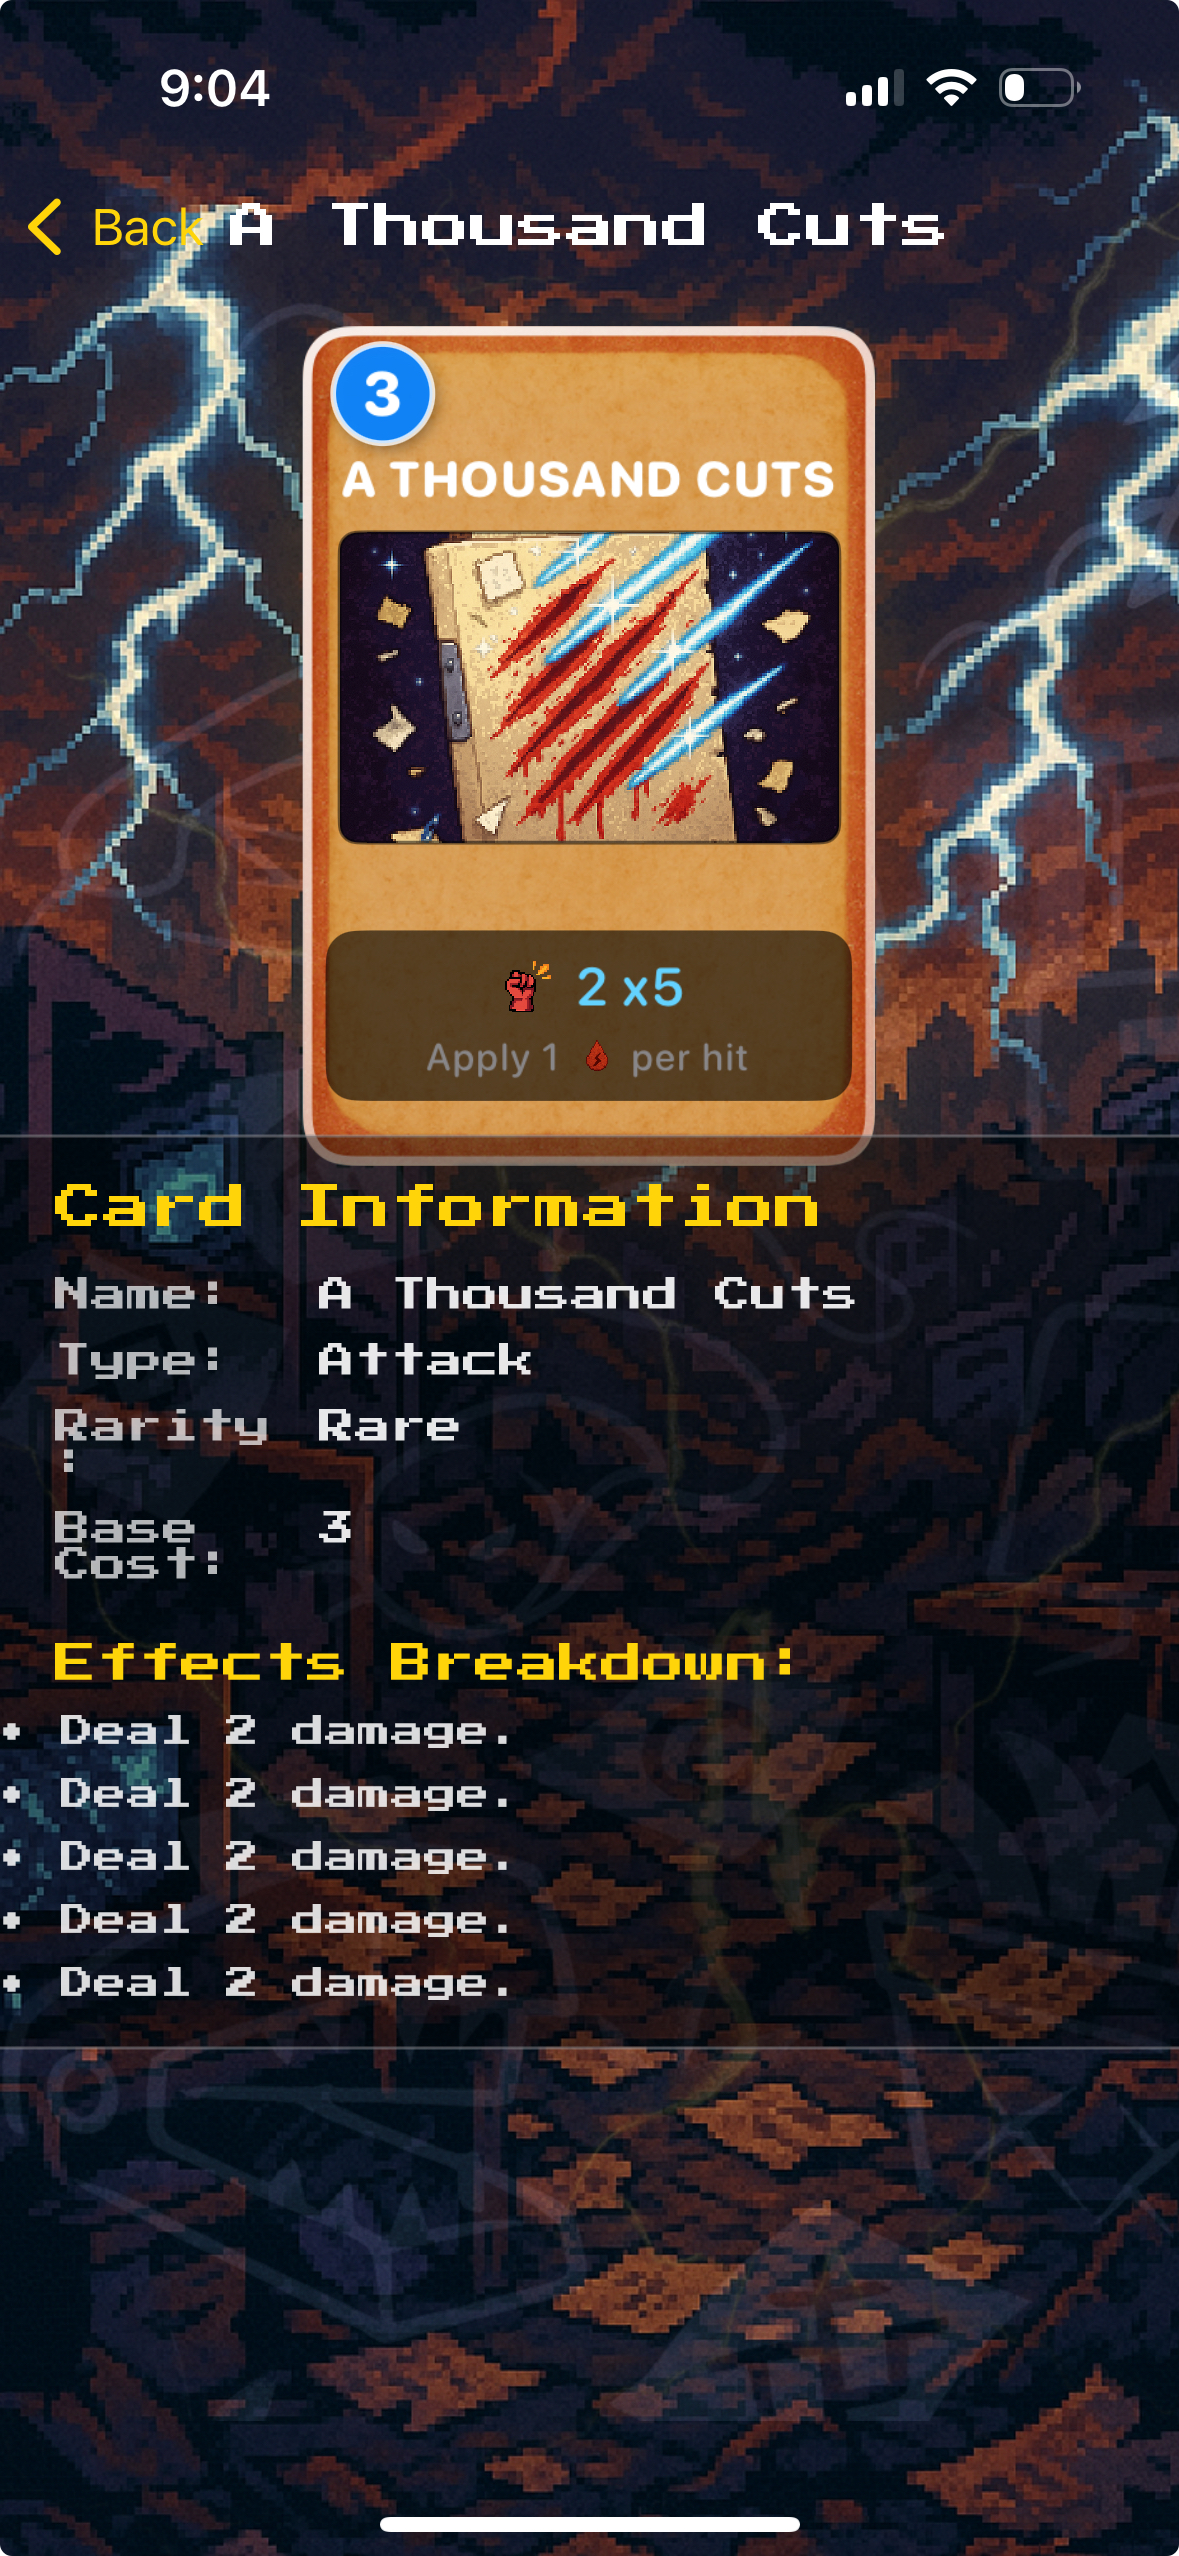 9:04
Back A Thousand Cuts
3
A THOUSAND CUTS
2 x5
Apply 1 per hit
Card Information
Name: A Thousand Cuts
Type: Attack
Rarity Rare
:
Base 3
Cost:
Effects Breakdown:
• Deal 2 damage.
• Deal 2 damage.
• Deal 2 damage.
• Deal 2 damage.
• Deal 2 damage.